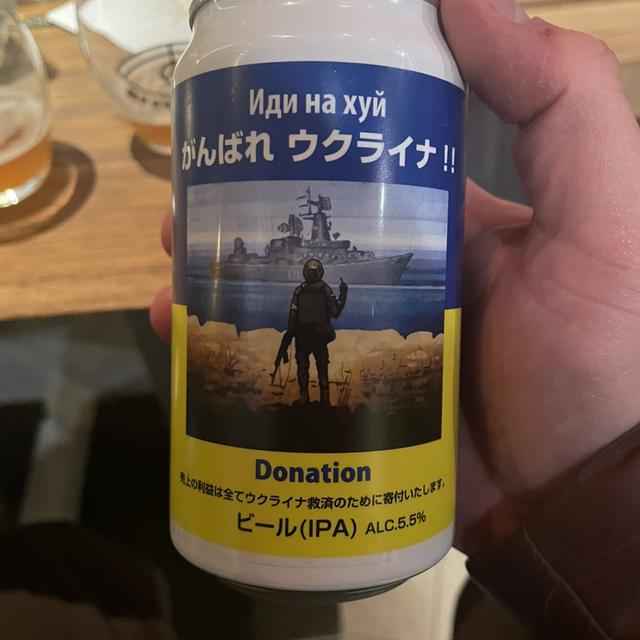 Иди на хуй
がんばれ ウクライナ!!
Donation
売上の利益は全てウクライナ救済のために寄付いたします。
ビール(IPA) ALC.5.5%